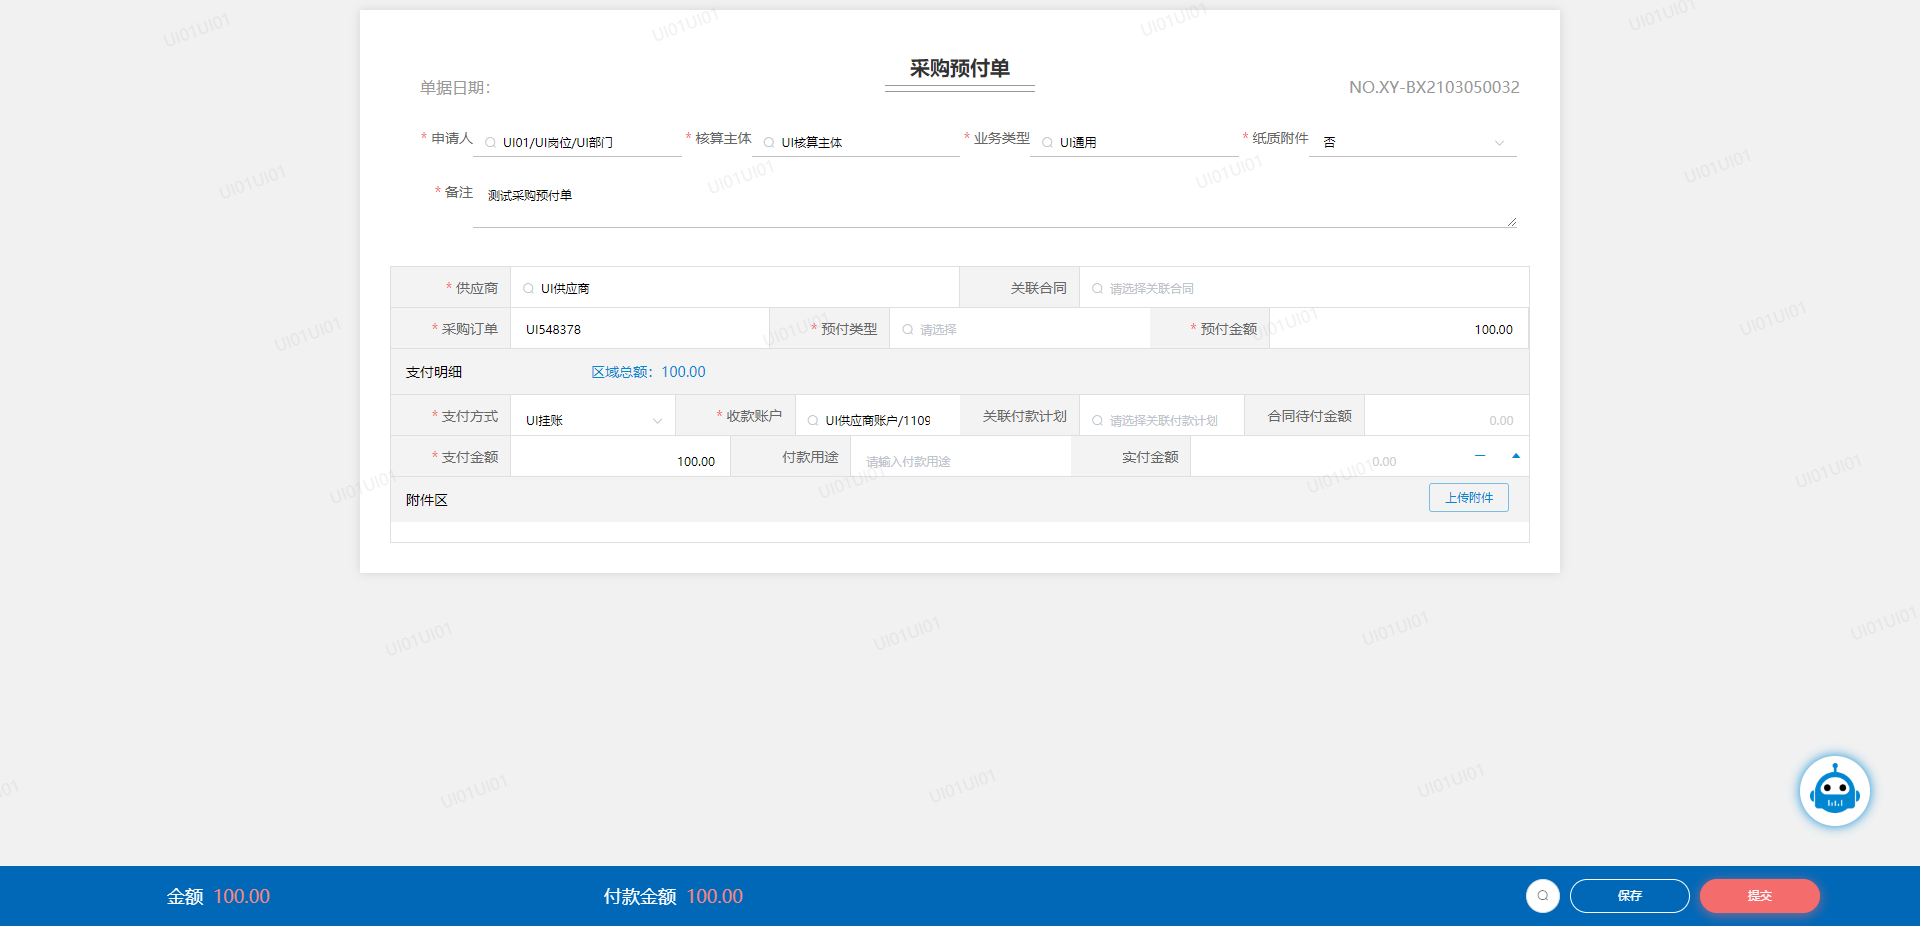 采购预付单
单据日期:
NO.XY-BX2103050032
* 申请人 UI01/UI岗位/UI部门 * 核算主体 UI核算主体 * 业务类型 UI通用 * 纸质附件 否
* 备注 测试采购预付单
* 供应商 UI供应商 关联合同 请选择关联合同
* 采购订单 UI548378 * 预付类型 请选择 * 预付金额 100.00
支付明细 区域总额: 100.00
* 支付方式 UI挂账 * 收款账户 UI供应商账户/1109 关联付款计划 请选择关联付款计划 合同待付金额 0.00
* 支付金额 100.00 付款用途 请输入付款用途 实付金额 0.00
附件区 上传附件
金额 100.00 付款金额 100.00 保存 提交
UI01UI01